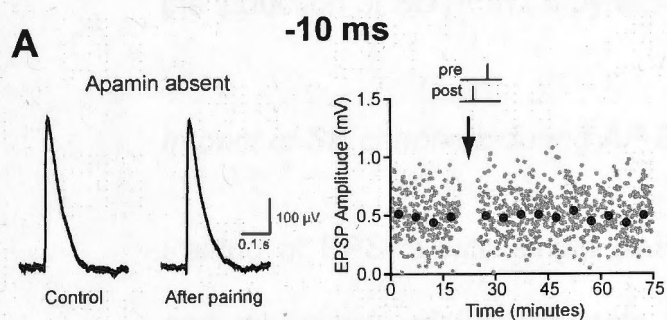 -10 ms
A
Apamin absent
100 µV
0.1 s
Control
After pairing
pre
post
EPSP Amplitude (mV)
1.5
1.0
0.5
0.0
0
15
30
45
60
75
Time (minutes)